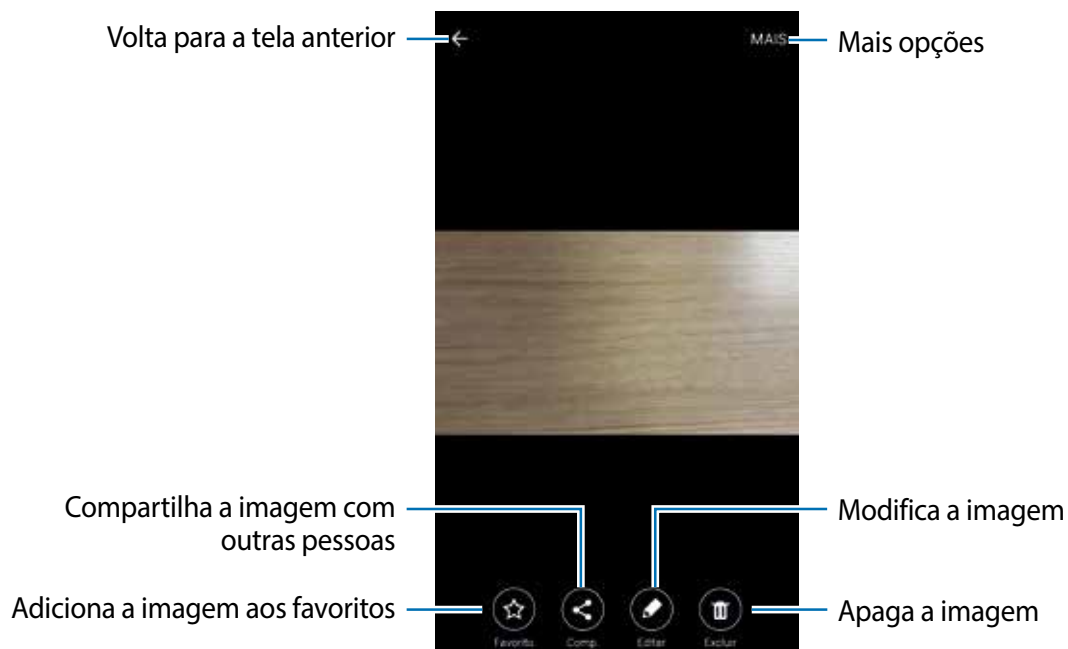 Volta para a tela anterior
MAIS
Mais opções
Compartilha a imagem com
outras pessoas
Modifica a imagem
Adiciona a imagem aos favoritos
Apaga a imagem
Favorito
Comp.
Editar
Excluir